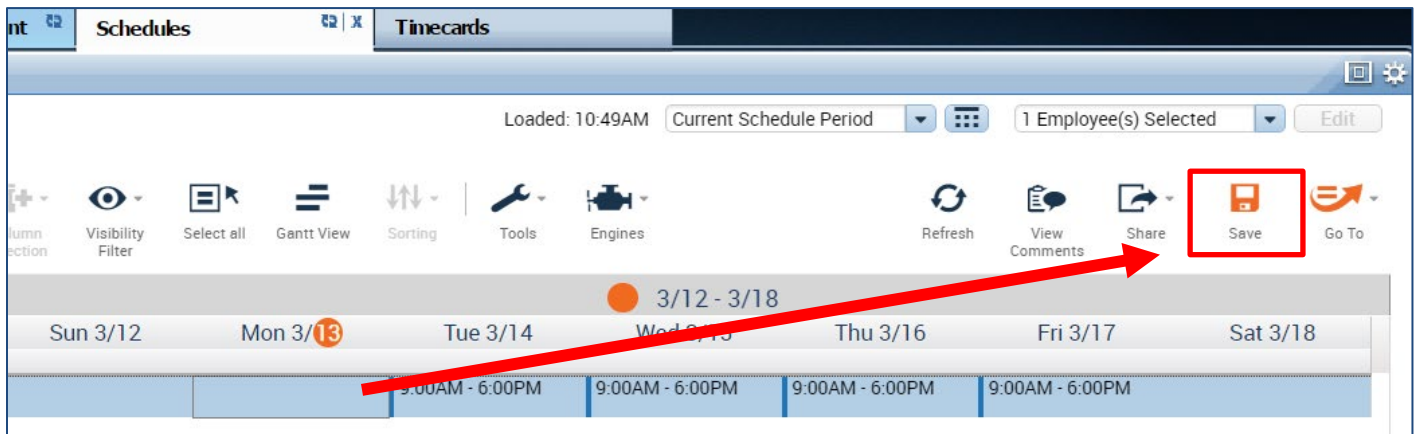 nt
Schedules
X
Timecards
Loaded: 10:49AM
Current Schedule Period
1 Employee(s) Selected
Edit
lumn
ection
Visibility
Filter
Select all
Gantt View
Sorting
Tools
Engines
Refresh
View
Comments
Share
Save
Go To
3/12 - 3/18
Sun 3/12
Mon 3/13
Tue 3/14
Wed
Thu 3/16
Fri 3/17
Sat 3/18
9:00AM - 6:00PM
9:00AM - 6:00PM
9:00AM - 6:00PM
9:00AM - 6:00PM